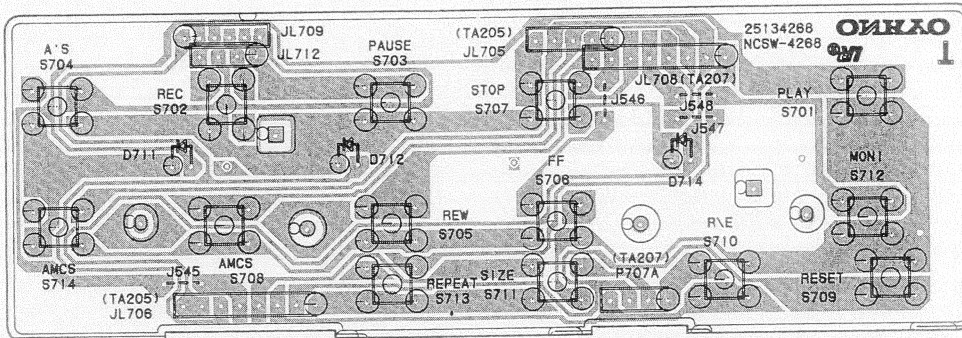 JL709
A'S
S704
JL712
PAUSE
S703
(TA205)
JL705
25134268
NCSW-4268
OYHNO
T
REC
S702
STOP
S707
JL708(TA207)
J546
J548
J547
PLAY
S701
D711
D712
FF
S706
D714
MONI
S712
REW
S705
R\E
S710
AMCS
S714
AMCS
S708
J545
(TA205)
JL706
REPEAT
S713
SIZE
S711
(TA207)
P707A
RESET
S709